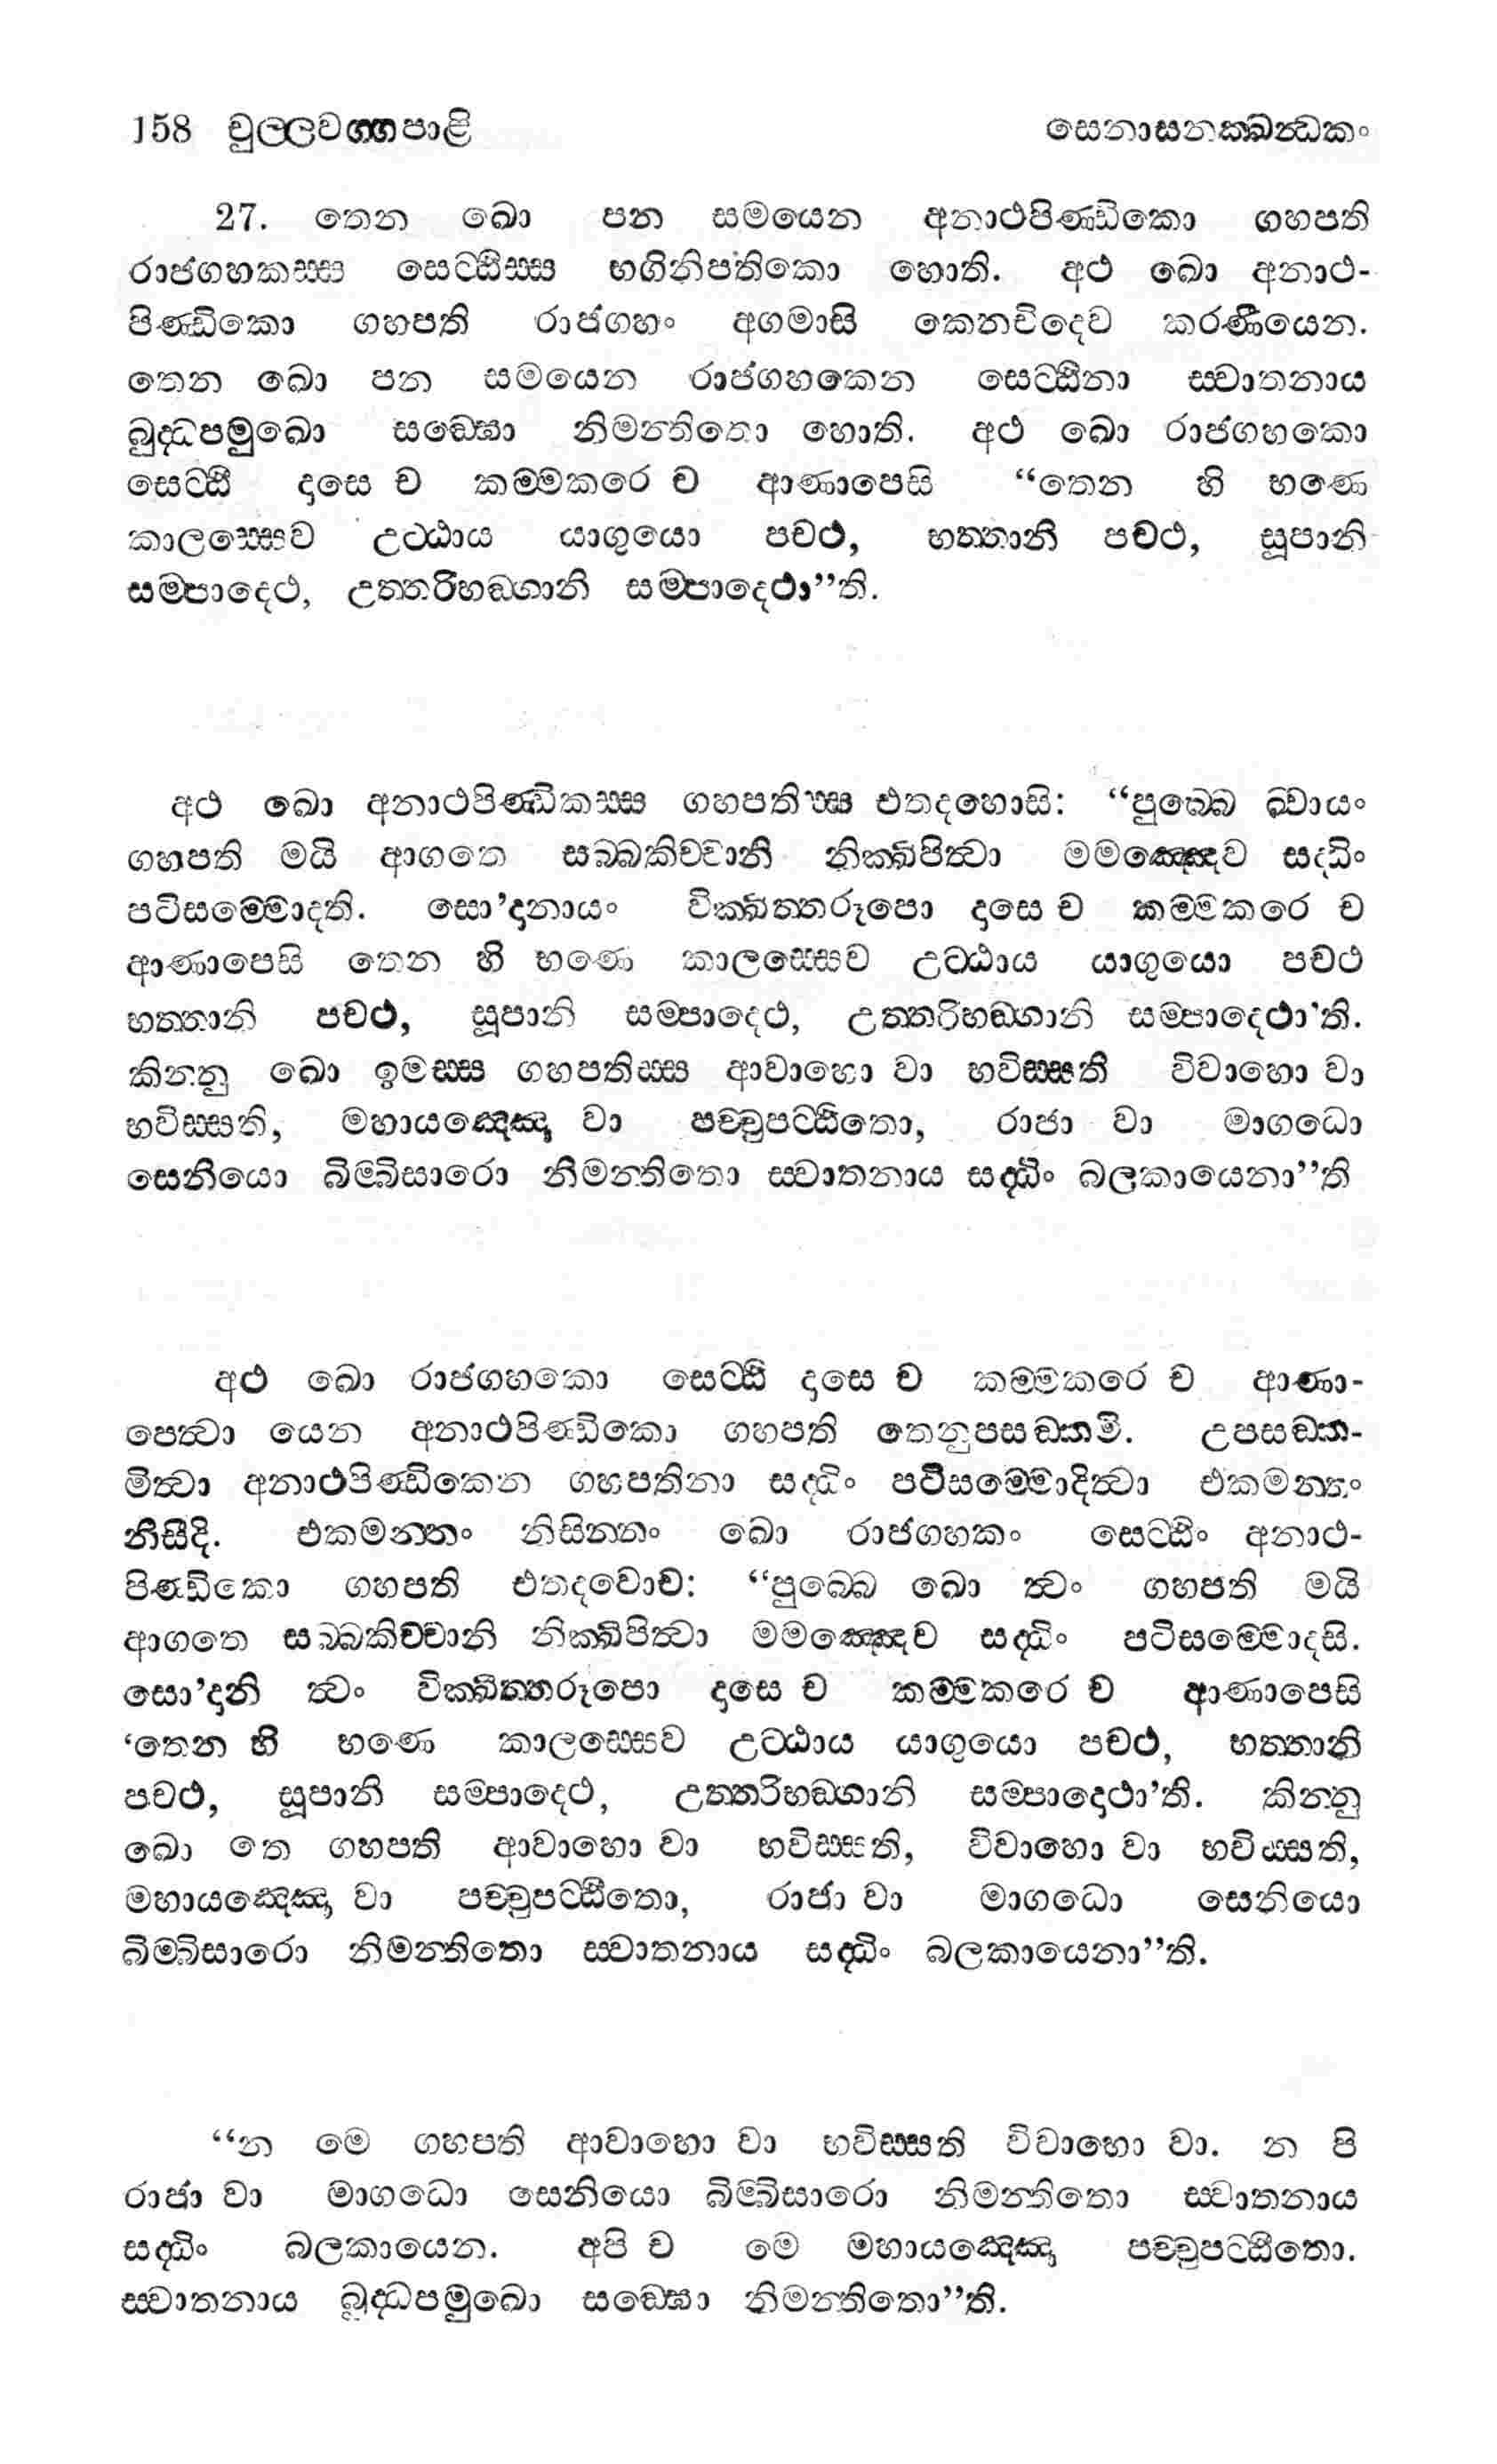 158 චුල්ලවග්ගපාළි සෙනාසනක්ඛන්ධකං
27. තෙන ඛො පන සමයෙන අනාථපිණ්ඩිකො ගහපති
රාජගහකස්ස සෙට්ඨිස්ස භගිනිපතිකො හොති. අථ ඛො අනාථ-
පිණ්ඩිකො ගහපති රාජගහං අගමාසි කෙනචිදෙව කරණීයෙන.
තෙන ඛො පන සමයෙන රාජගහකෙන සෙට්ඨිනා ස්වාතනාය
බුද්ධපමුඛො සඞ්ඝො නිමන්තිතො හොති. අථ ඛො රාජගහකො
සෙට්ඨි දාසෙ ච කම්මකරෙ ච ආණාපෙසි “තෙන හි භණෙ
කාලස්සෙව උට්ඨාය යාගුයො පචථ, භත්තානි පචථ, සූපානි
සම්පාදෙථ, උත්තරිභඞ්ගානි සම්පාදෙථා”ති.
අථ ඛො අනාථපිණ්ඩිකස්ස ගහපතිස්ස එතදහොසි: “පුබ්බෙ ඛ්වායං
ගහපති මයි ආගතෙ සබ්බකිච්චානි නික්ඛිපිත්වා මමඤ්ඤෙව සද්ධිං
පටිසම්මොදති. සො’දානායං වික්ඛිත්තරූපො දාසෙ ච කම්මකරෙ ච
ආණාපෙසි තෙන හි භණෙ කාලස්සෙව උට්ඨාය යාගුයො පචථ
භත්තානි පචථ, සූපානි සම්පාදෙථ, උත්තරිභඞ්ගානි සම්පාදෙථා’ති.
කින්නු ඛො ඉමස්ස ගහපතිස්ස ආවාහො වා භවිස්සති විවාහො වා
භවිස්සති, මහායඤ්ඤො වා පච්චුපට්ඨිතො, රාජා වා මාගධො
සෙනියො බිම්බිසාරො නිමන්තිතො ස්වාතනාය සද්ධිං බලකායෙනා”ති
අථ ඛො රාජගහකො සෙට්ඨි දාසෙ ච කම්මකරෙ ච ආණා-
පෙත්වා යෙන අනාථපිණ්ඩිකො ගහපති තෙනුපසඞ්කමි. උපසඞ්ක-
මිත්වා අනාථපිණ්ඩිකෙන ගහපතිනා සද්ධිං පටිසම්මොදිත්වා එකමන්තං
නිසීදි. එකමන්තං නිසින්නං ඛො රාජගහකං සෙට්ඨිං අනාථ-
පිණ්ඩිකො ගහපති එතදවොච: “පුබ්බෙ ඛො ත්වං ගහපති මයි
ආගතෙ සබ්බකිච්චානි නික්ඛිපිත්වා මමඤ්ඤෙව සද්ධිං පටිසම්මොදසි.
සො’දානි ත්වං වික්ඛිත්තරූපො දාසෙ ච කම්මකරෙ ච ආණාපෙසි
‘තෙන හි භණෙ කාලස්සෙව උට්ඨාය යාගුයො පචථ, භත්තානි
පචථ, සූපානි සම්පාදෙථ, උත්තරිභඞ්ගානි සම්පාදොථා’ති. කින්නු
ඛො තෙ ගහපති ආවාහො වා භවිස්සති, විවාහො වා භවිය්සති,
මහායඤ්ඤො වා පච්චුපට්ඨිතො, රාජා වා මාගධො සෙනියො
බිම්බිසාරො නිමන්තිතො ස්වාතනාය සද්ධිං බලකායෙනා”ති.
“න මෙ ගහපති ආවාහො වා භවිස්සති විවාහො වා. න පි
රාජා වා මාගධො සෙනියො බිම්බිසාරො නිමන්තිතො ස්වාතනාය
සද්ධිං බලකායෙන. අපි ච මෙ මහායඤ්ඤො පච්චුපට්ඨිතො.
ස්වාතනාය බුද්ධපමුඛො සඞ්ඝො නිමන්තිතො”ති.